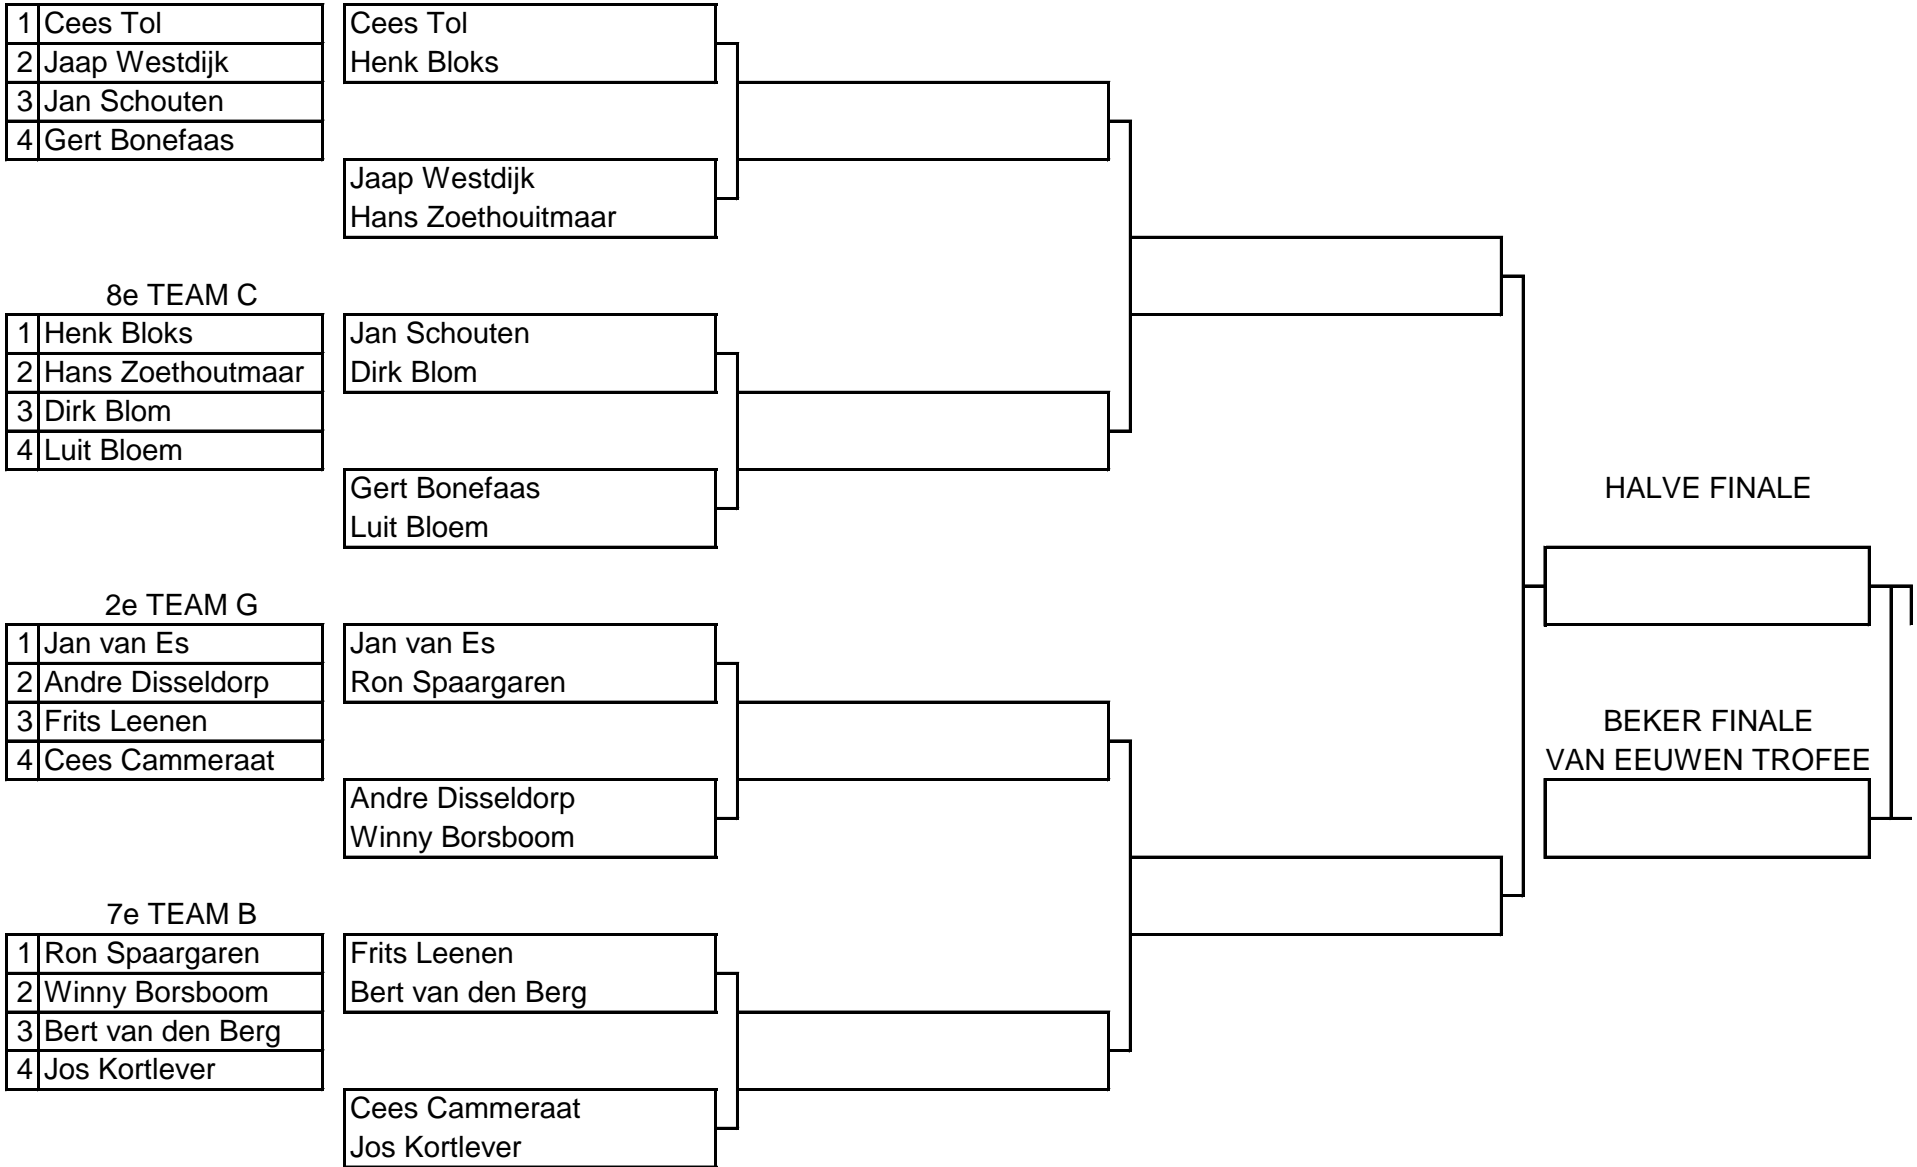 1 Cees Tol
2 Jaap Westdijk
3 Jan Schouten
4 Gert Bonefaas
Cees Tol
Henk Bloks
Jaap Westdijk
Hans Zoethouitmaar
8e TEAM C
1 Henk Bloks
2 Hans Zoethoutmaar
3 Dirk Blom
4 Luit Bloem
Jan Schouten
Dirk Blom
Gert Bonefaas
Luit Bloem
2e TEAM G
1 Jan van Es
2 Andre Disseldorp
3 Frits Leenen
4 Cees Cammeraat
Jan van Es
Ron Spaargaren
Andre Disseldorp
Winny Borsboom
7e TEAM B
1 Ron Spaargaren
2 Winny Borsboom
3 Bert van den Berg
4 Jos Kortlever
Frits Leenen
Bert van den Berg
Cees Cammeraat
Jos Kortlever
HALVE FINALE
BEKER FINALE
VAN EEUWEN TROFEE